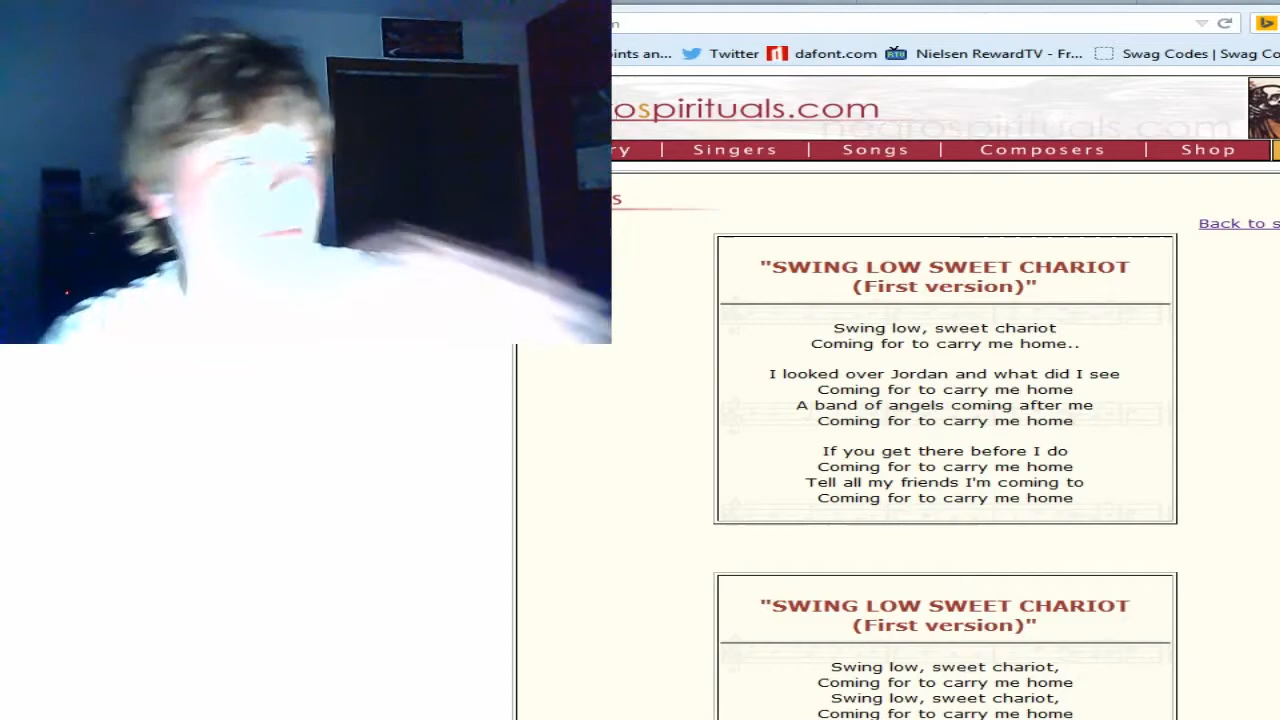 n
oints an...
Twitter
dafont.com
Nielsen RewardTV - Fr...
Swag Codes | Swag Co
ospirituals.com
negrospirituals.com
ry | Singers | Songs | Composers | Shop
s
Back to s
"SWING LOW SWEET CHARIOT
(First version)"
Swing low, sweet chariot
Coming for to carry me home..
I looked over Jordan and what did I see
Coming for to carry me home
A band of angels coming after me
Coming for to carry me home
If you get there before I do
Coming for to carry me home
Tell all my friends I'm coming to
Coming for to carry me home
"SWING LOW SWEET CHARIOT
(First version)"
Swing low, sweet chariot,
Coming for to carry me home
Swing low, sweet chariot,
Coming for to carry me home